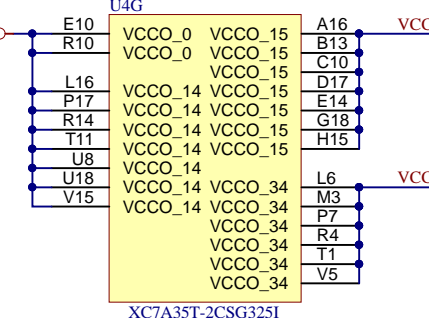 U4G
E10 VCCO_0 VCCO_15 A16 VCC
R10 VCCO_0 VCCO_15 B13
VCCO_15 C10
L16 VCCO_14 VCCO_15 D17
P17 VCCO_14 VCCO_15 E14
R14 VCCO_14 VCCO_15 G18
T11 VCCO_14 VCCO_15 H15
U8 VCCO_14
U18 VCCO_14 VCCO_34 L6 VCC
V15 VCCO_14 VCCO_34 M3
VCCO_34 P7
VCCO_34 R4
VCCO_34 T1
VCCO_34 V5
XC7A35T-2CSG325I